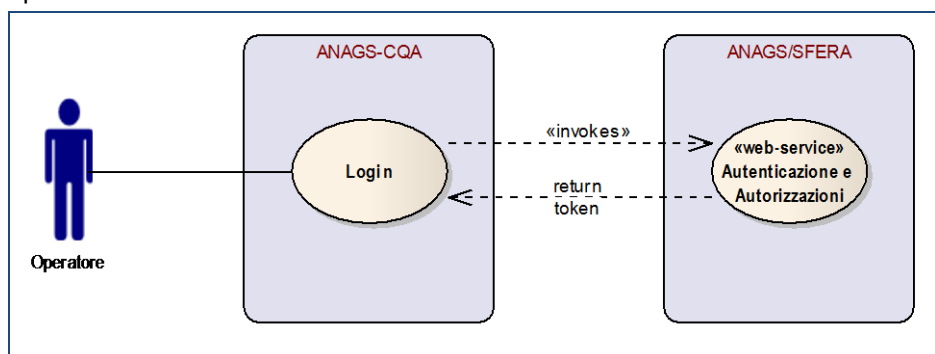 ANAGS-CQA
ANAGS/SFERA
«invokes»
«web-service»
Login
Autenticazione e
return
Autorizzazioni
token
Operatore